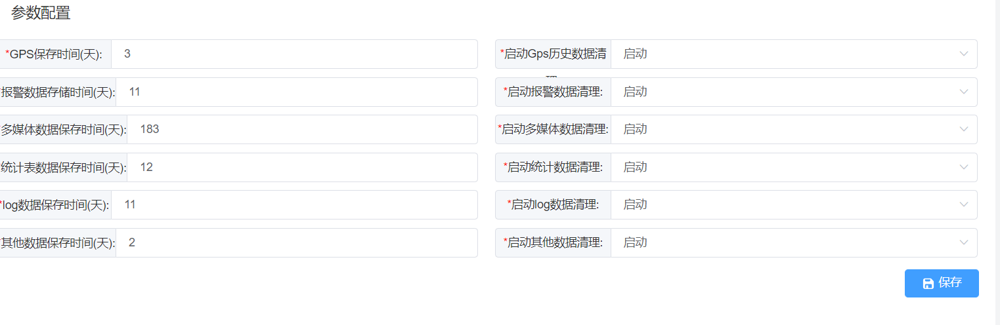 参数配置
*GPS保存时间(天): 3 *启动Gps历史数据清理:启动
*报警数据存储时间(天): 11 *启动报警数据清理: 启动
*多媒体数据保存时间(天): 183 *启动多媒体数据清理: 启动
*统计表数据保存时间(天): 12 *启动统计数据清理: 启动
*log数据保存时间(天): 11 *启动log数据清理: 启动
*其他数据保存时间(天): 2 *启动其他数据清理: 启动
保存